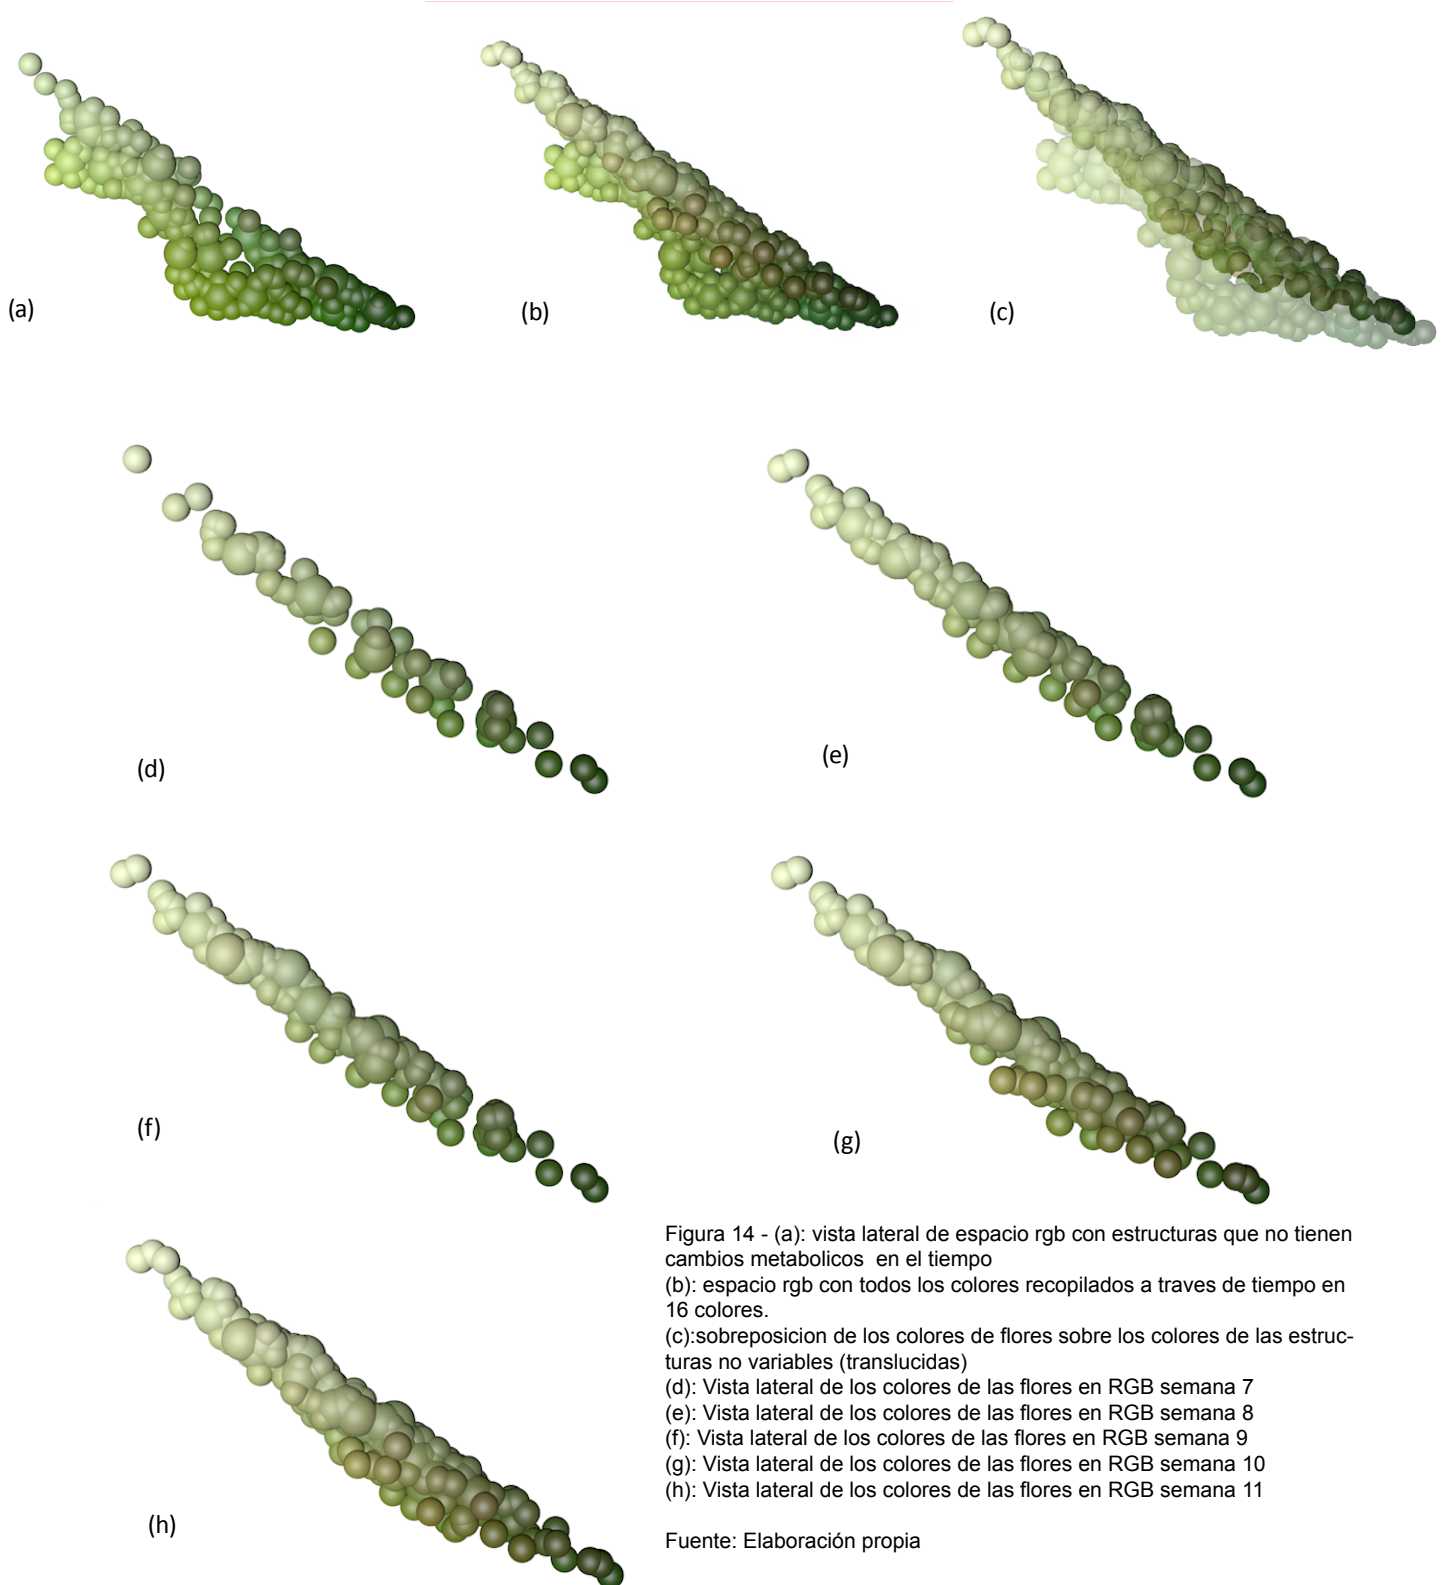 (a)
(b)
(c)
(d)
(e)
(f)
(g)
Figura 14 - (a): vista lateral de espacio rgb con estructuras que no tienen
cambios metabolicos  en el tiempo
(b): espacio rgb con todos los colores recopilados a traves de tiempo en
16 colores.
(c):sobreposicion de los colores de flores sobre los colores de las estruc-
turas no variables (translucidas)
(d): Vista lateral de los colores de las flores en RGB semana 7
(e): Vista lateral de los colores de las flores en RGB semana 8
(f): Vista lateral de los colores de las flores en RGB semana 9
(g): Vista lateral de los colores de las flores en RGB semana 10
(h): Vista lateral de los colores de las flores en RGB semana 11
(h)
Fuente: Elaboración propia